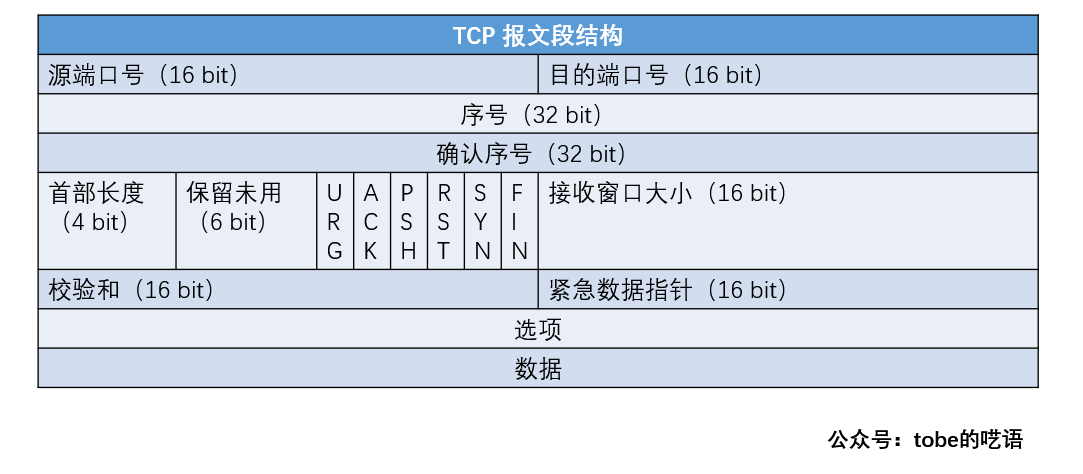 TCP 报文段结构
源端口号（16 bit） 目的端口号（16 bit）
序号（32 bit）
确认序号（32 bit）
首部长度（4 bit） 保留未用（6 bit） URG ACK PSH RST SYN FIN 接收窗口大小（16 bit）
校验和（16 bit） 紧急数据指针（16 bit）
选项
数据
公众号：tobe的呓语